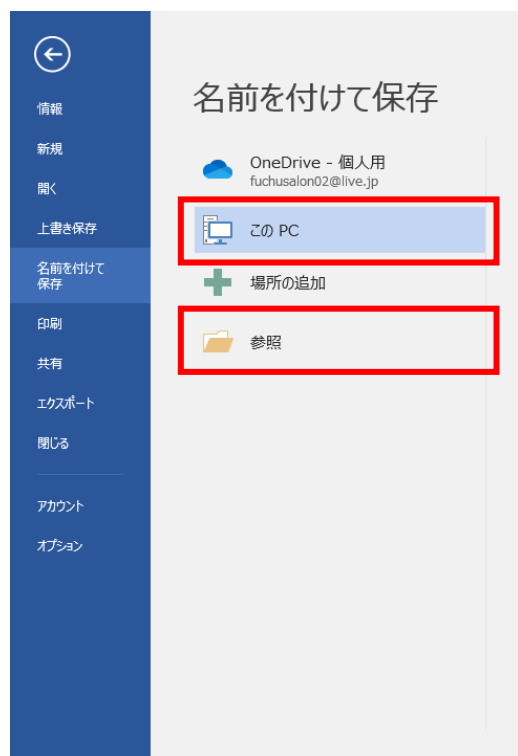 情報
新規
開く
上書き保存
名前を付けて
保存
印刷
共有
エクスポート
閉じる
アカウント
オプション
名前を付けて保存
OneDrive - 個人用
fuchusalon02@live.jp
この PC
場所の追加
参照